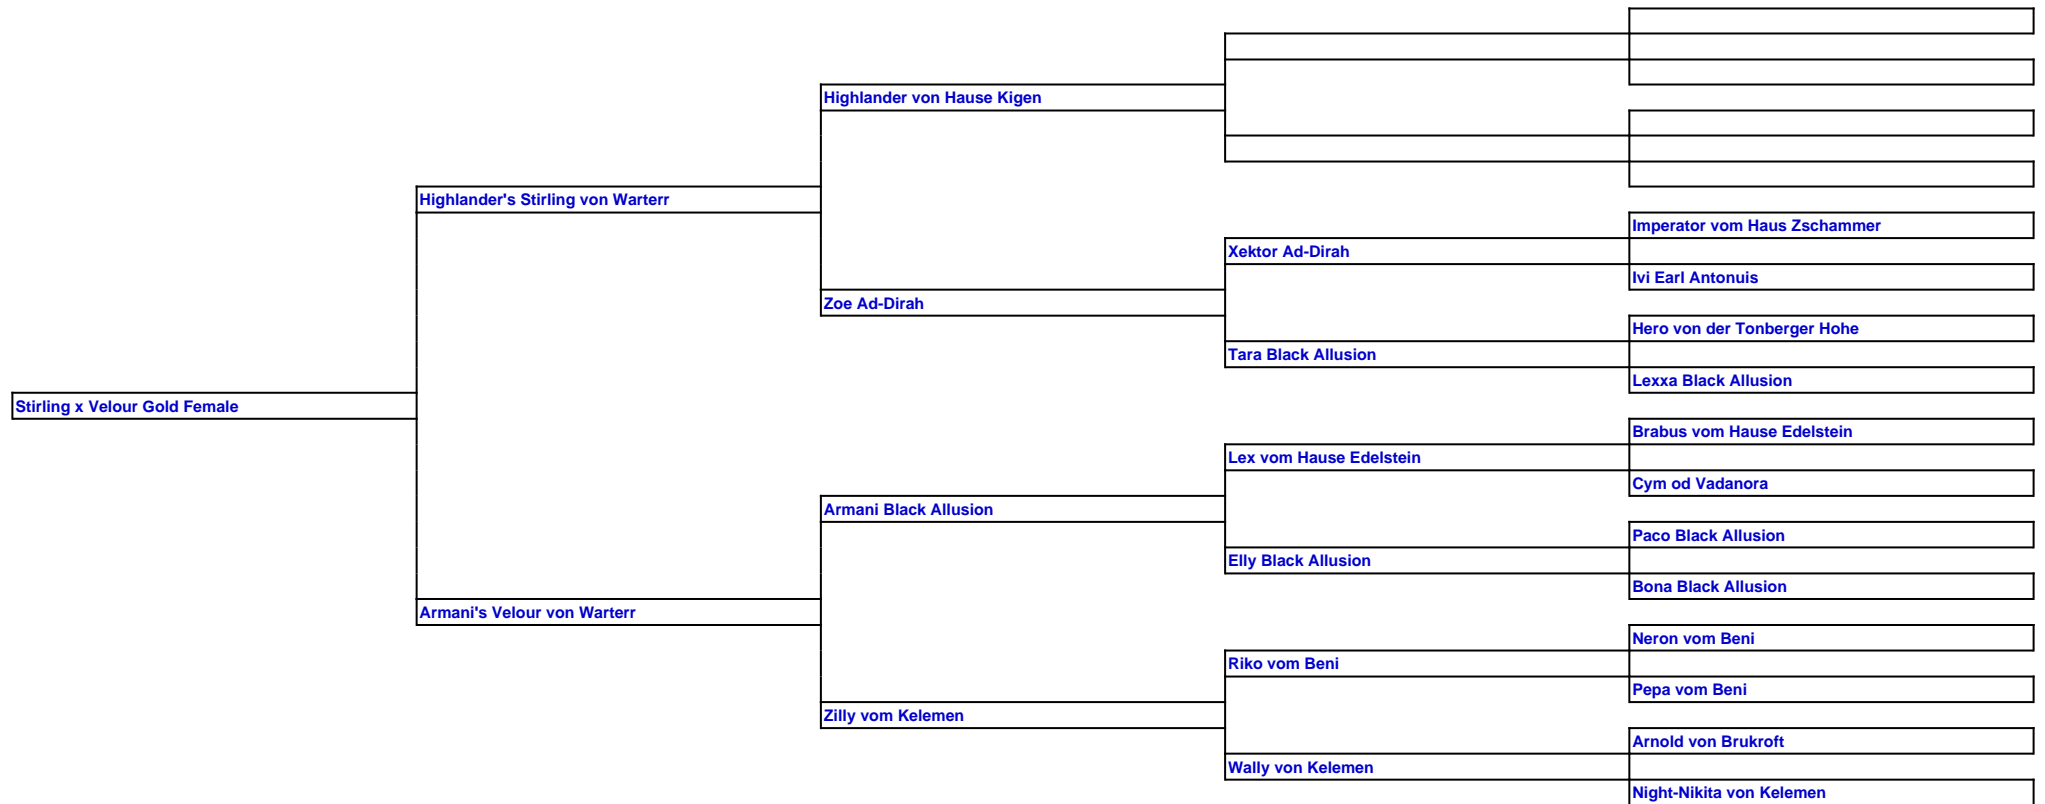 Highlander von Hause Kigen
Highlander's Stirling von Warterr
Imperator vom Haus Zschammer
Xektor Ad-Dirah
Ivi Earl Antonuis
Zoe Ad-Dirah
Hero von der Tonberger Hohe
Tara Black Allusion
Lexxa Black Allusion
Stirling x Velour Gold Female
Brabus vom Hause Edelstein
Lex vom Hause Edelstein
Cym od Vadanora
Armani Black Allusion
Paco Black Allusion
Elly Black Allusion
Bona Black Allusion
Armani's Velour von Warterr
Neron vom Beni
Riko vom Beni
Pepa vom Beni
Zilly vom Kelemen
Arnold von Brukroft
Wally von Kelemen
Night-Nikita von Kelemen